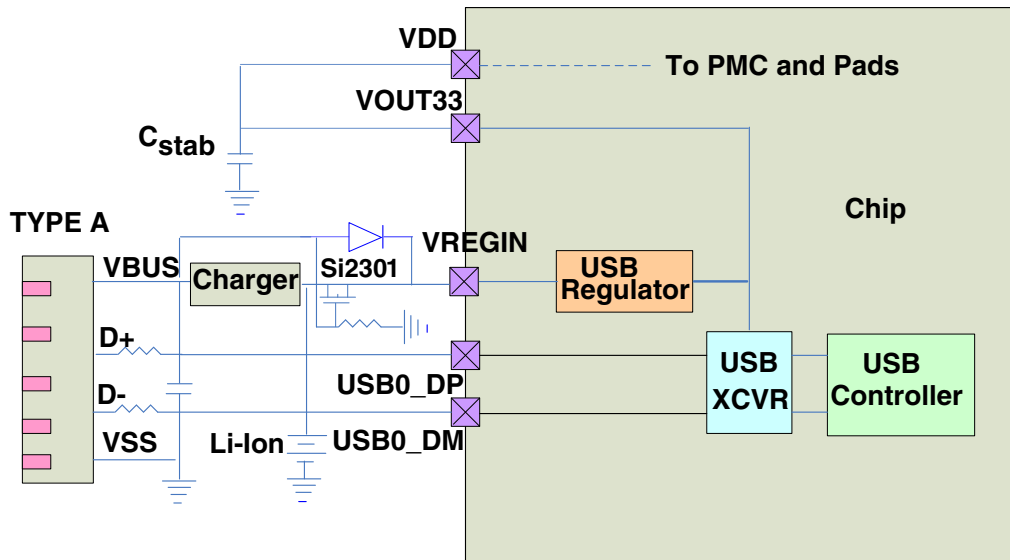 VDD
To PMC and Pads
VOUT33
Cstab
Chip
TYPE A
VREGIN
VBUS
Charger
Si2301
USB
Regulator
D+
USB
XCVR
USB
Controller
USB0_DP
D-
VSS
Li-Ion
USB0_DM